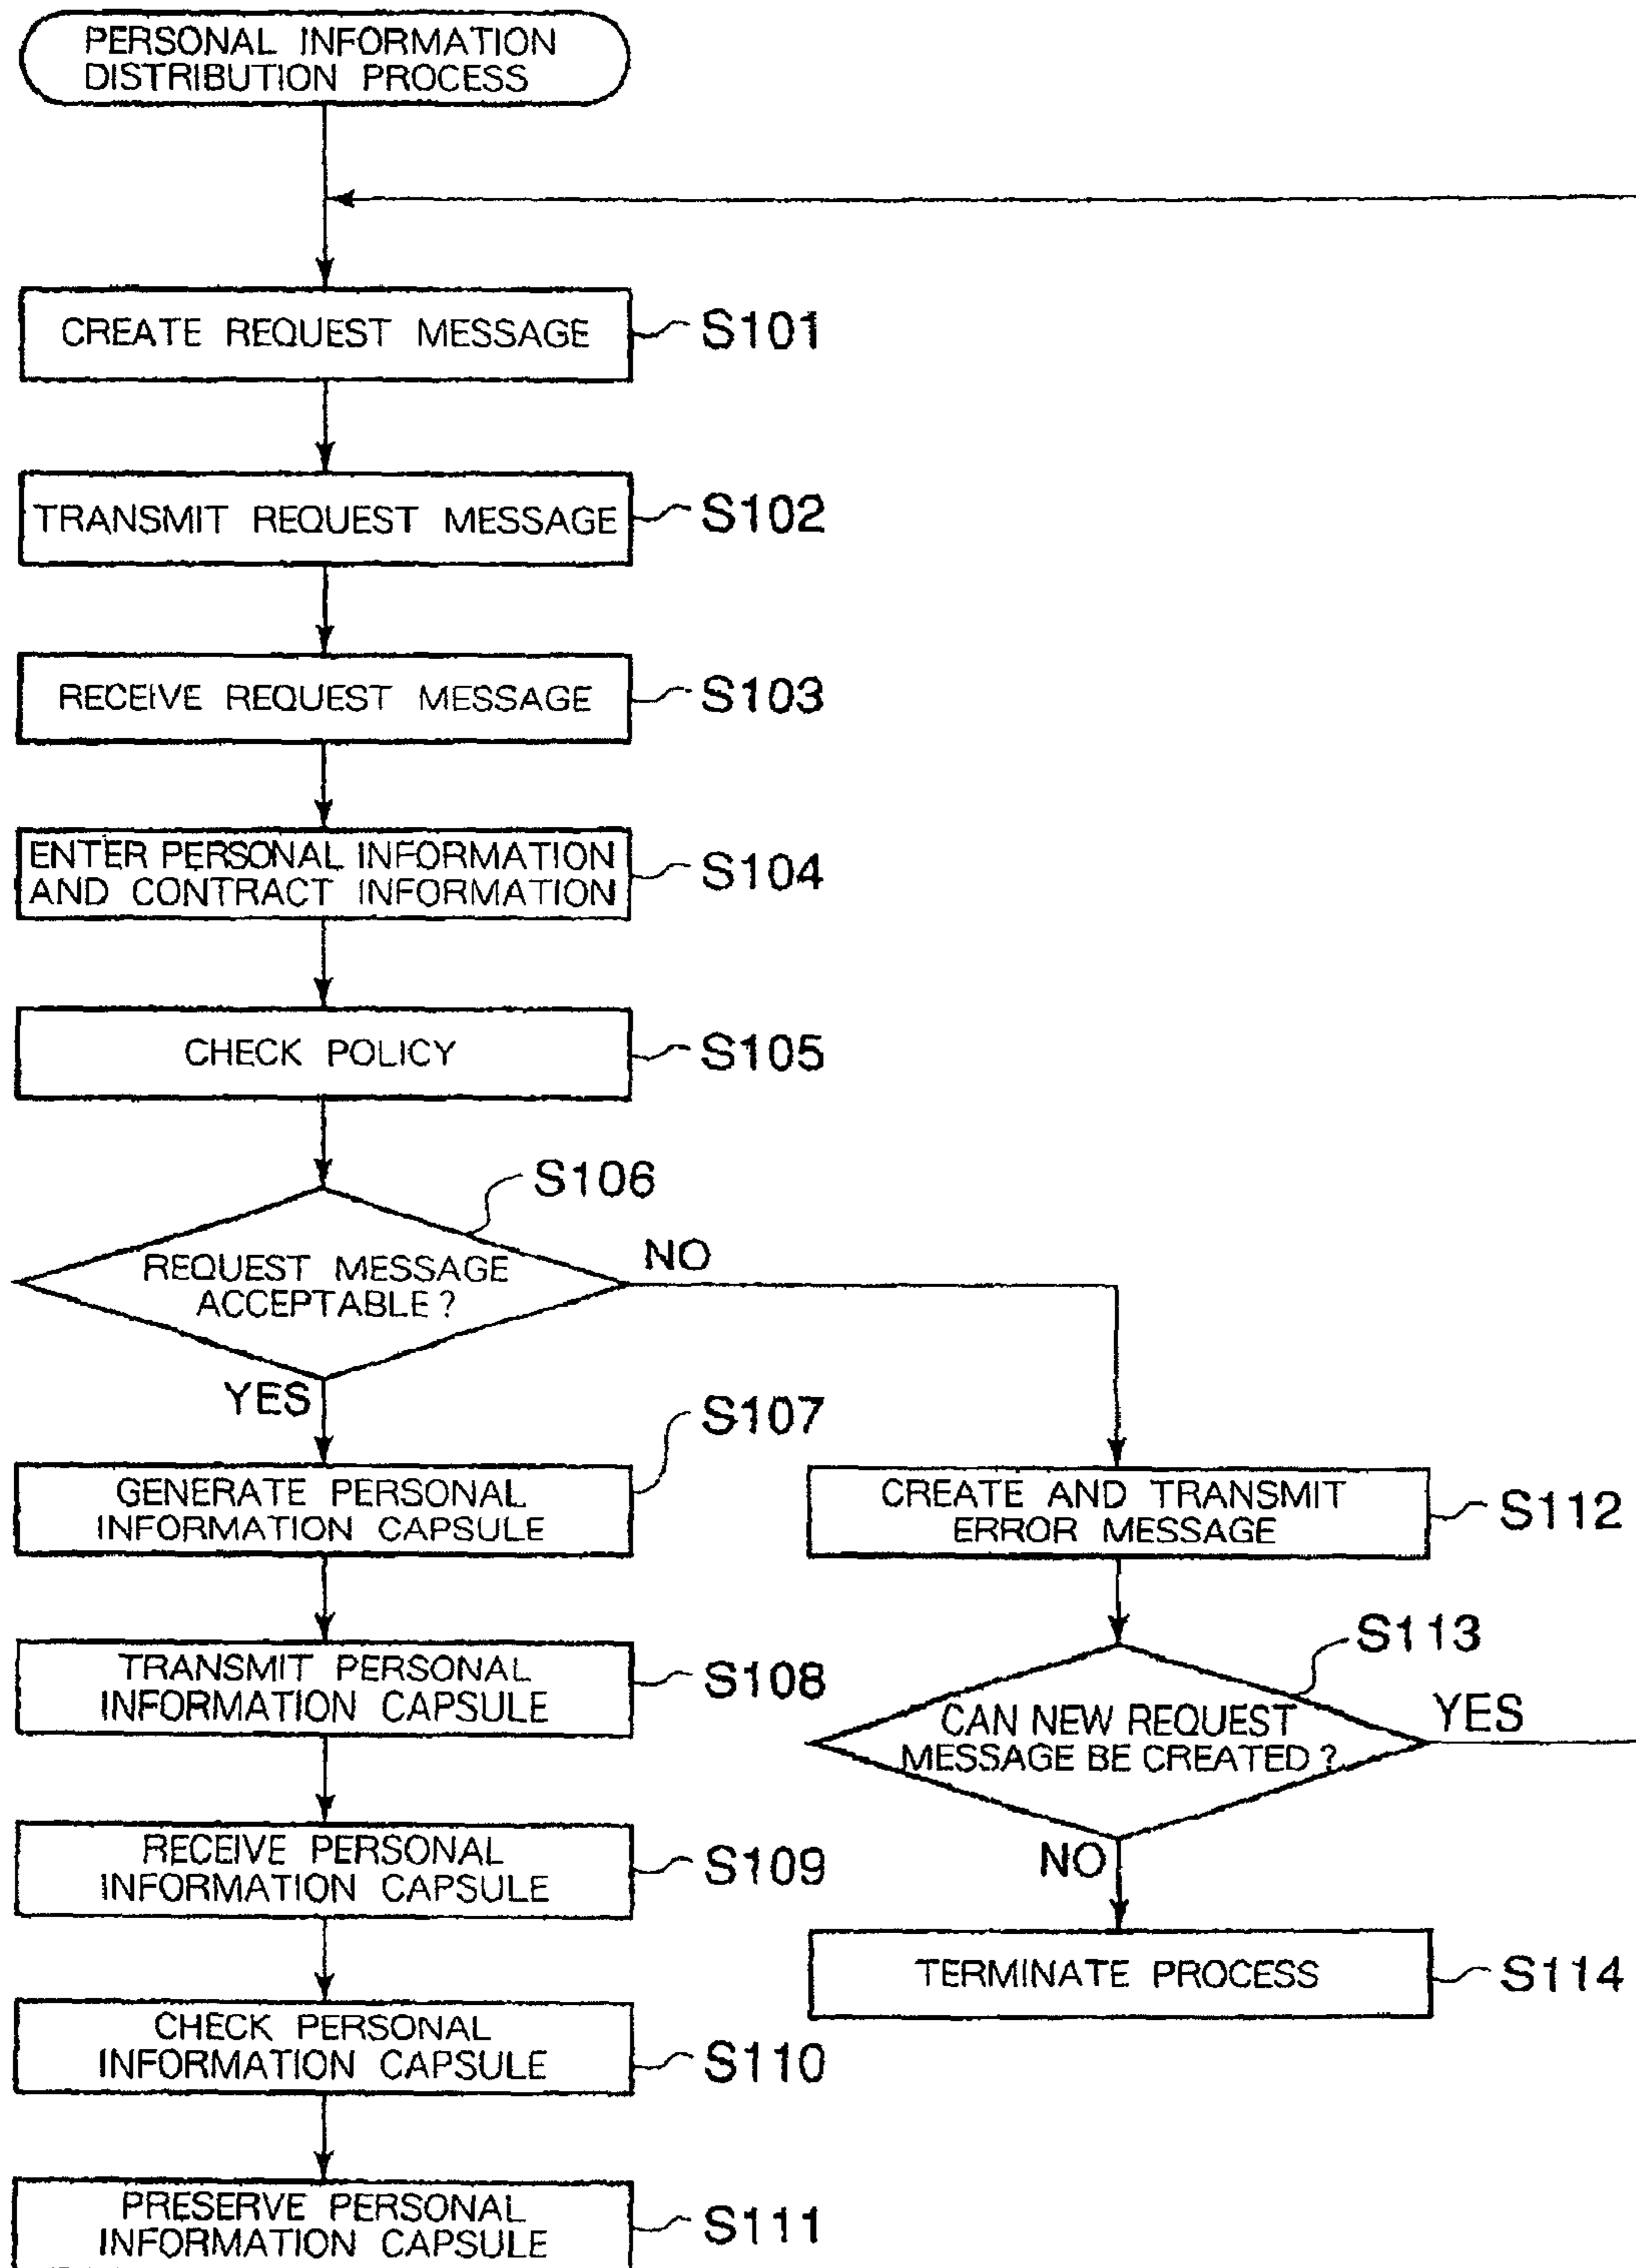 PERSONAL INFORMATION
DISTRIBUTION PROCESS
CREATE REQUEST MESSAGE
S101
TRANSMIT REQUEST MESSAGE
S102
RECEIVE REQUEST MESSAGE
S103
ENTER PERSONAL INFORMATION
AND CONTRACT INFORMATION
S104
CHECK POLICY
S105
S106
REQUEST MESSAGE
ACCEPTABLE?
NO
YES
S107
GENERATE PERSONAL
INFORMATION CAPSULE
CREATE AND TRANSMIT
ERROR MESSAGE
S112
TRANSMIT PERSONAL
INFORMATION CAPSULE
S108
S113
CAN NEW REQUEST
MESSAGE BE CREATED?
YES
NO
RECEIVE PERSONAL
INFORMATION CAPSULE
S109
TERMINATE PROCESS
S114
CHECK PERSONAL
INFORMATION CAPSULE
S110
PRESERVE PERSONAL
INFORMATION CAPSULE
S111